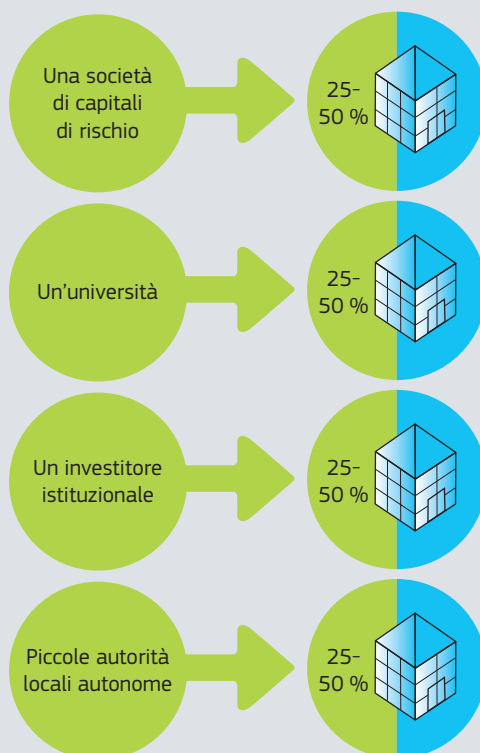 Una società
di capitali
di rischio
25-
50 %
Un'università
25-
50 %
Un investitore
istituzionale
25-
50 %
Piccole autorità
locali autonome
25-
50 %